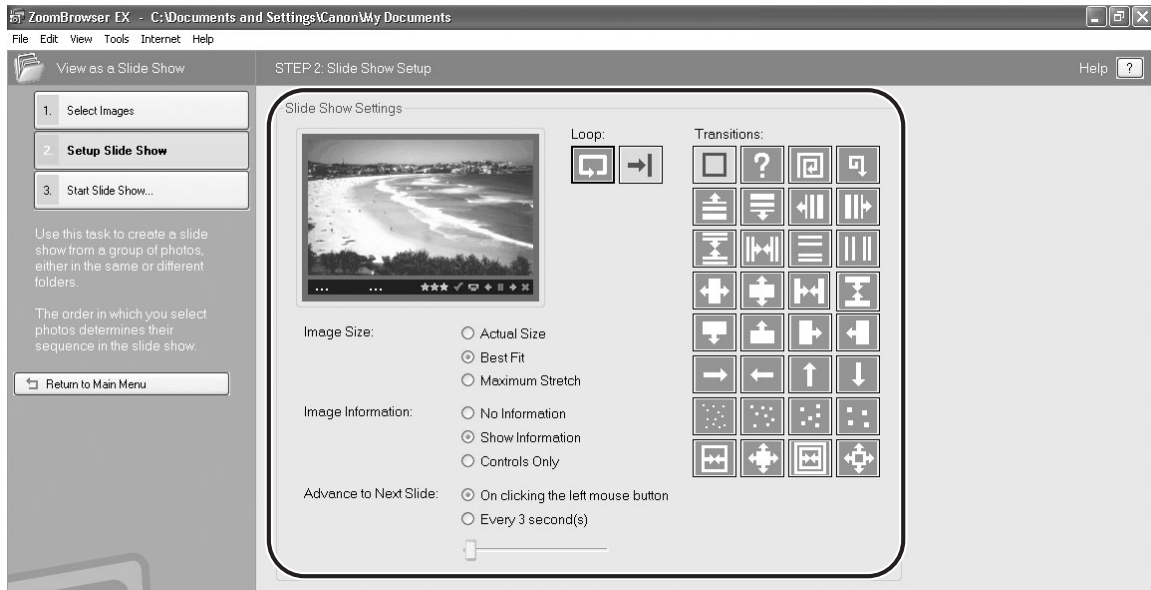 ZoomBrowser EX - C:\Documents and Settings\Canon\My Documents
File Edit View Tools Internet Help
View as a Slide Show
STEP 2: Slide Show Setup
Help ?
1. Select Images
2. Setup Slide Show
3. Start Slide Show...
Use this task to create a slide
show from a group of photos,
either in the same or different
folders.
The order in which you select
photos determines their
sequence in the slide show.
Return to Main Menu
Slide Show Settings
Loop:
Transitions:
?
... ...
Image Size:
Actual Size
Best Fit
Maximum Stretch
Image Information:
No Information
Show Information
Controls Only
Advance to Next Slide:
On clicking the left mouse button
Every 3 second(s)